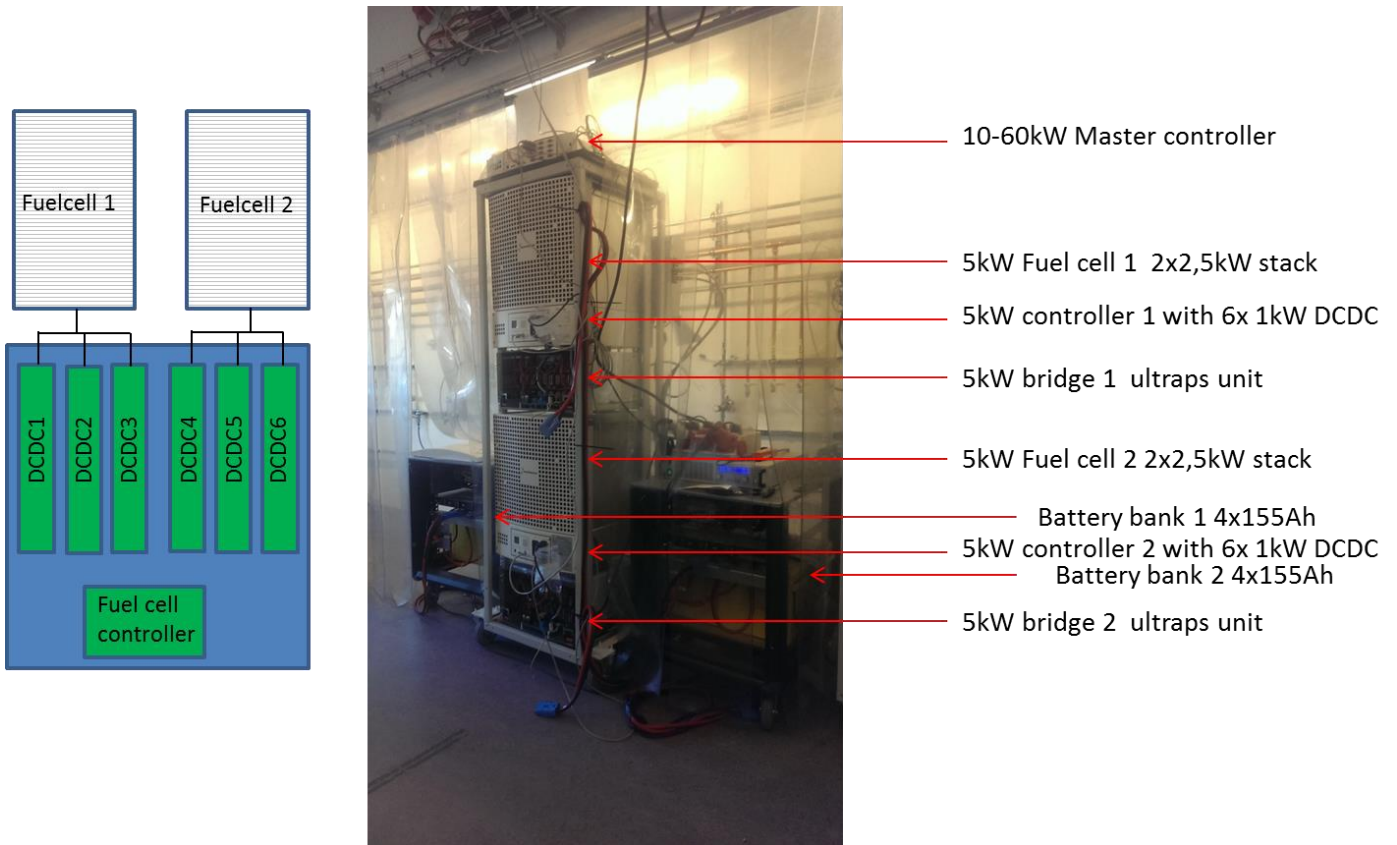 Fuelcell 1
Fuelcell 2
DCDC1
DCDC2
DCDC3
DCDC4
DCDC5
DCDC6
Fuel cell
controller
10-60kW Master controller
5kW Fuel cell 1 2x2,5kW stack
5kW controller 1 with 6x 1kW DCDC
5kW bridge 1 ultraps unit
5kW Fuel cell 2 2x2,5kW stack
Battery bank 1 4x155Ah
5kW controller 2 with 6x 1kW DCDC
Battery bank 2 4x155Ah
5kW bridge 2 ultraps unit